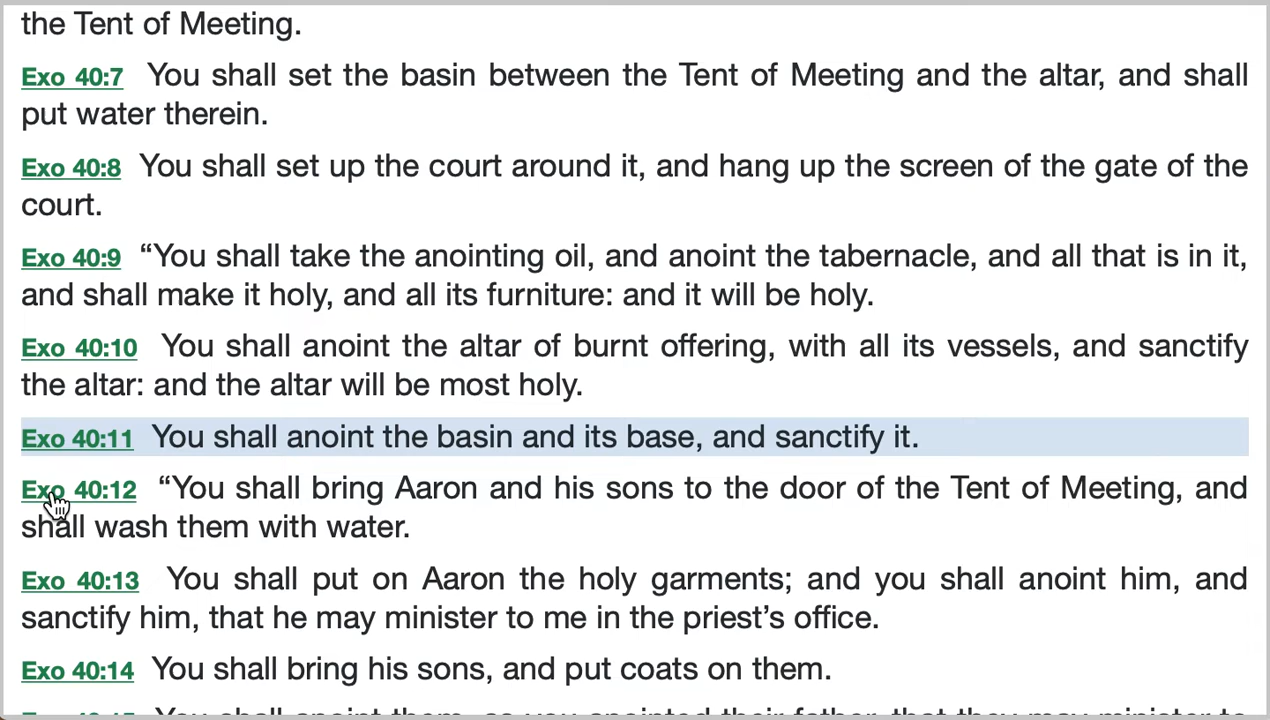 the Tent of Meeting.
Exo 40:7 You shall set the basin between the Tent of Meeting and the altar, and shall
put water therein.
Exo 40:8 You shall set up the court around it, and hang up the screen of the gate of the
court.
Exo 40:9 “You shall take the anointing oil, and anoint the tabernacle, and all that is in it,
and shall make it holy, and all its furniture: and it will be holy.
Exo 40:10 You shall anoint the altar of burnt offering, with all its vessels, and sanctify
the altar: and the altar will be most holy.
Exo 40:11 You shall anoint the basin and its base, and sanctify it.
Exo 40:12 “You shall bring Aaron and his sons to the door of the Tent of Meeting, and
shall wash them with water.
Exo 40:13 You shall put on Aaron the holy garments; and you shall anoint him, and
sanctify him, that he may minister to me in the priest’s office.
Exo 40:14 You shall bring his sons, and put coats on them.